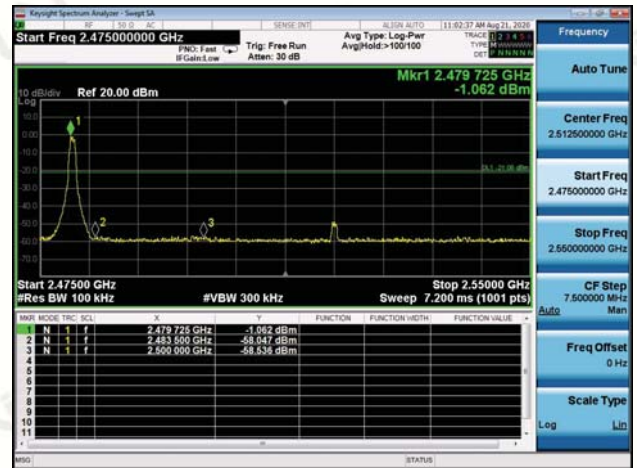 Keysight Spectrum Analyzer - Swept SA
RF 50 Ω AC SENSE:INT ALIGN AUTO 11:02:37 AM Aug 21, 2020
Start Freq 2.475000000 GHz
Avg Type: Log-Pwr
TRACE 1 2 3 4 5 6
PNO: Fast Trig: Free Run Avg|Hold:>100/100
TYPE M
IFGain:Low Atten: 30 dB
DET P N N N N N
Mkr1 2.479 725 GHz
-1.062 dBm
10 dB/div Ref 20.00 dBm
Log
10.0
0.00
-10.0
-20.0
DL1 -21.06 dBm
-30.0
-40.0
-50.0
-60.0
-70.0
1
2
3
Start 2.47500 GHz Stop 2.55000 GHz
#Res BW 100 kHz #VBW 300 kHz Sweep 7.200 ms (1001 pts)
MKR MODE TRC SCL X Y FUNCTION FUNCTION WIDTH FUNCTION VALUE
1 N 1 f 2.479 725 GHz -1.062 dBm
2 N 1 f 2.483 500 GHz -58.047 dBm
3 N 1 f 2.500 000 GHz -58.536 dBm
4
5
6
7
8
9
10
11
MSG STATUS
Frequency
Auto Tune
Center Freq
2.512500000 GHz
Start Freq
2.475000000 GHz
Stop Freq
2.550000000 GHz
CF Step
7.500000 MHz
Auto Man
Freq Offset
0 Hz
Scale Type
Log Lin